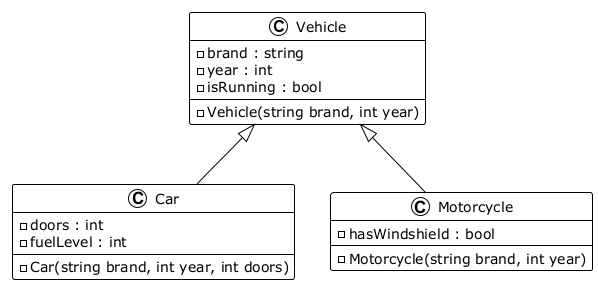 C Vehicle
brand : string
year : int
isRunning : bool
Vehicle(string brand, int year)
C Car
doors : int
fuelLevel : int
Car(string brand, int year, int doors)
C Motorcycle
hasWindshield : bool
Motorcycle(string brand, int year)